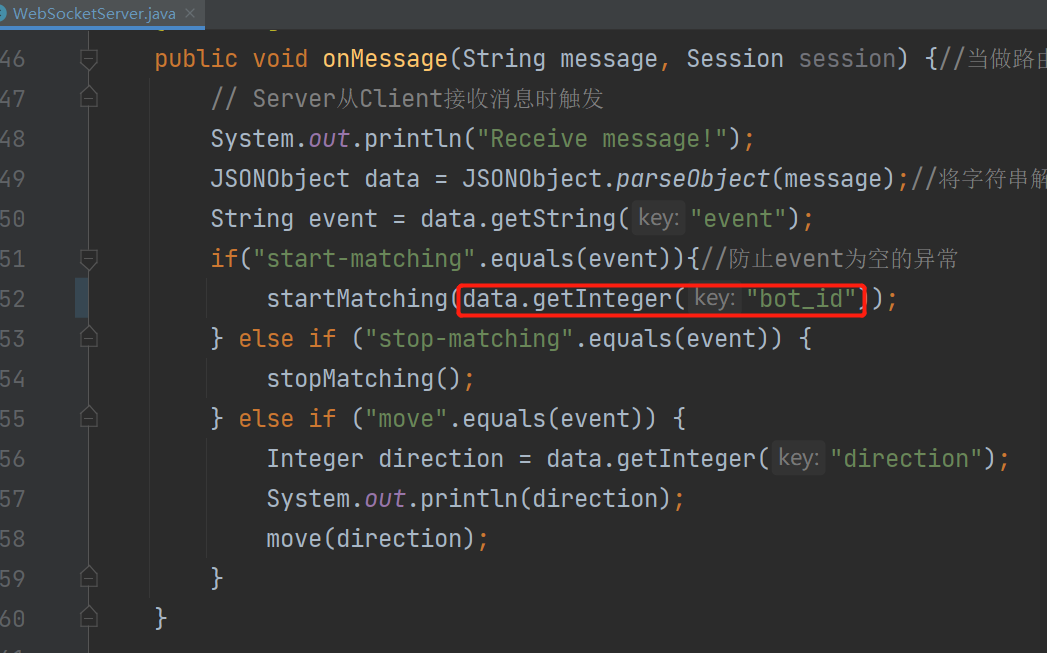 WebSocketServer.java ×
46 public void onMessage(String message, Session session) {//当做路由
47 // Server从Client接收消息时触发
48 System.out.println("Receive message!");
49 JSONObject data = JSONObject.parseObject(message);//将字符串解
50 String event = data.getString( key: "event");
51 if("start-matching".equals(event)){//防止event为空的异常
52 startMatching(data.getInteger( key: "bot_id"));
53 } else if ("stop-matching".equals(event)) {
54 stopMatching();
55 } else if ("move".equals(event)) {
56 Integer direction = data.getInteger( key: "direction");
57 System.out.println(direction);
58 move(direction);
59 }
60 }